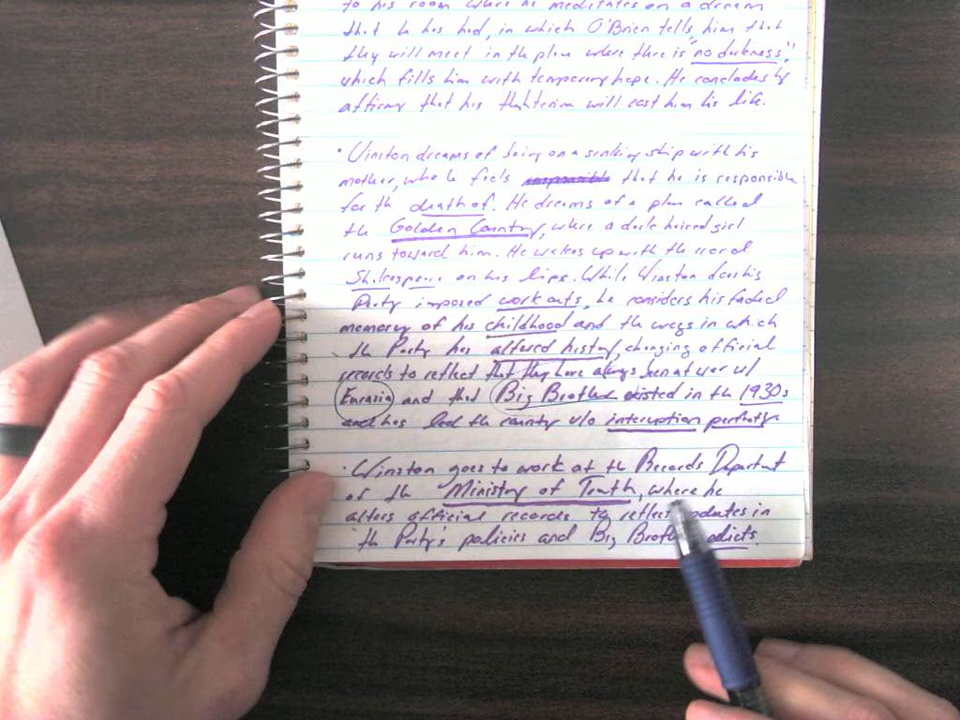 to his room where he meditates on a dream
that he has had, in which O'Brien tells him that
they will meet in the place where there is "no darkness",
which fills him with temporary hope. He concludes by
affirming that his will cost him his life.
• Winston dreams of being on a sinking ship with his
mother, who he feels that he is responsible
for the death of. He dreams of a place called
the Golden Country, where a dark haired girl
runs toward him. He wakes up with the word
Shakespeare on his lips. While Winston does his
Party imposed workouts, he considers his faded
memory of his childhood and the ways in which
the Party has altered history, changing official
records to reflect that they have always been at war w/
Eurasia and that Big Brother existed in the 1930s
and has led the country w/o interruption
• Winston goes to work at the Records Department
of the Ministry of Truth, where he
alters official records to reflect updates in
the Party's policies and Big Brother edicts.